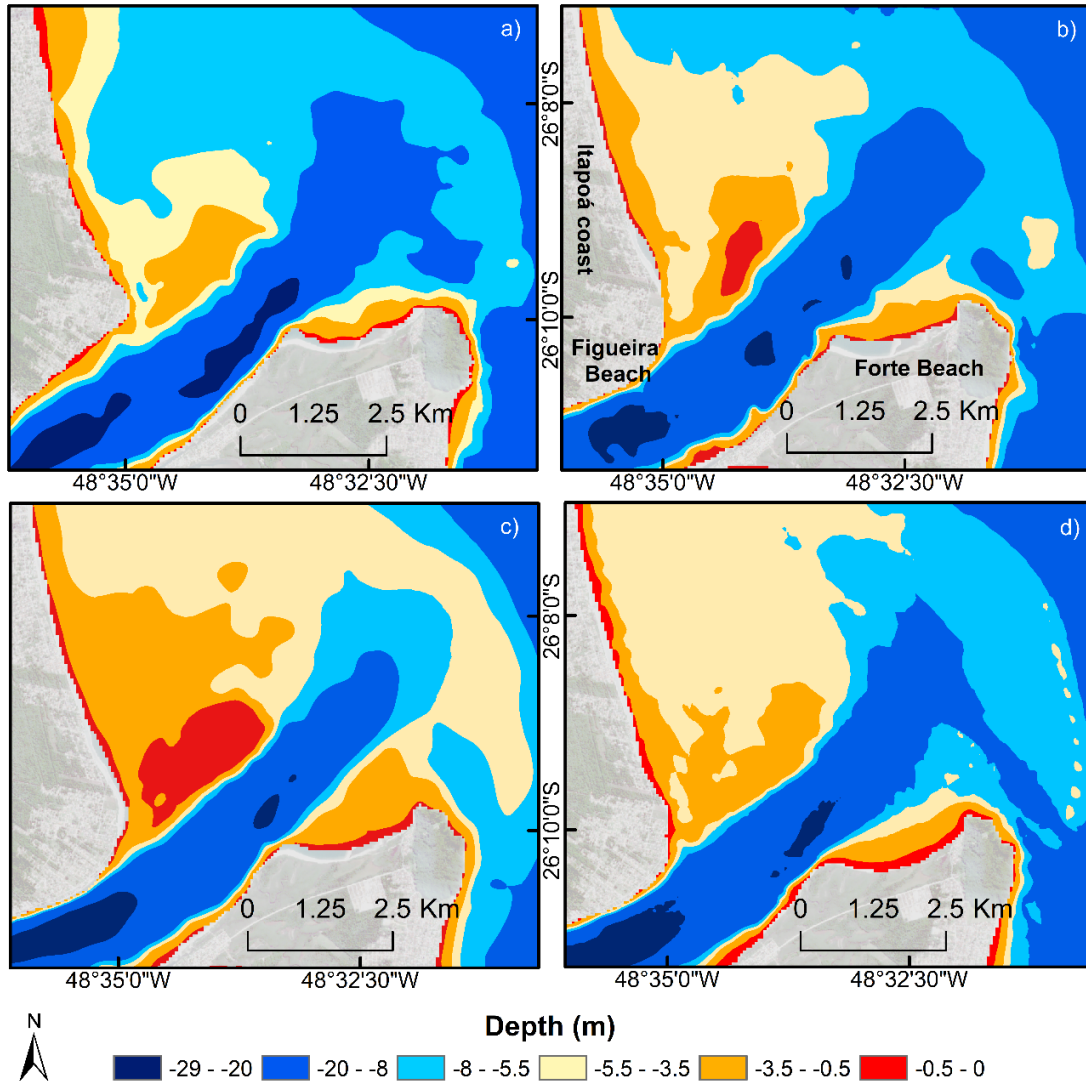 a)
b)
26°8'0"S
26°10'0"S
Itapoá coast
Figueira
Beach
Forte Beach
0 1.25 2.5 Km
0 1.25 2.5 Km
48°35'0"W 48°32'30"W
48°35'0"W 48°32'30"W
c)
d)
26°8'0"S
26°10'0"S
0 1.25 2.5 Km
0 1.25 2.5 Km
48°35'0"W 48°32'30"W
48°35'0"W 48°32'30"W
N
Depth (m)
-29 - -20 -20 - -8 -8 - -5.5 -5.5 - -3.5 -3.5 - -0.5 -0.5 - 0